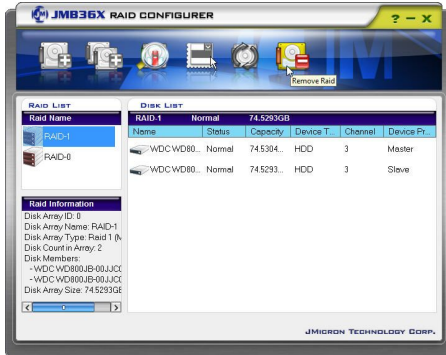 JMB36X RAID CONFIGURER
? - X
Remove Raid
RAID LIST
Raid Name
RAID-1
RAID-0
Raid Information
Disk Array ID: 0
Disk Array Name: RAID-1
Disk Array Type: Raid 1 (M
Disk Count in Array: 2
Disk Members:
- WDC WD800JB-00JJC0
- WDC WD800JB-00JJC0
Disk Array Size: 74.5293GB
DISK LIST
RAID-1 Normal 74.5293GB
Name Status Capacity Device T... Channel Device Pr...
WDC WD80... Normal 74.5304... HDD 3 Master
WDC WD80... Normal 74.5293... HDD 3 Slave
JMICRON TECHNOLOGY CORP.